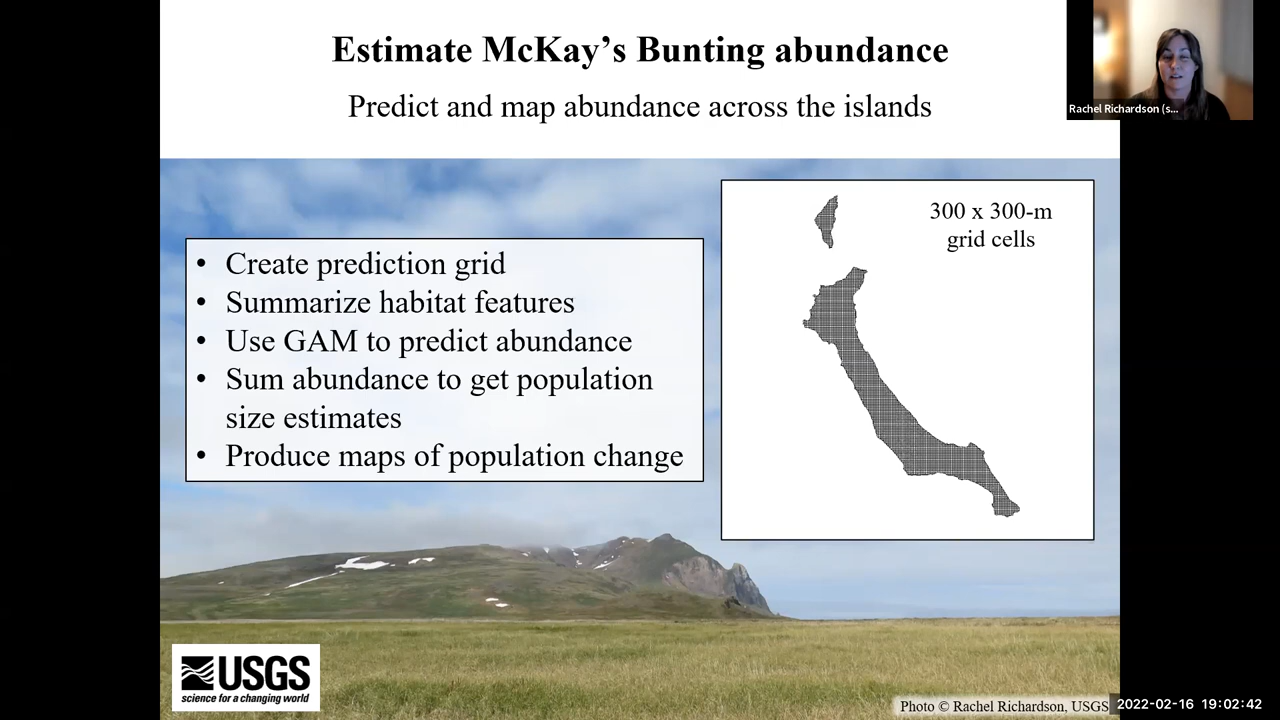 Estimate McKay’s Bunting abundance
Predict and map abundance across the islands
Rachel Richardson (s...
300 x 300-m
grid cells
• Create prediction grid
• Summarize habitat features
• Use GAM to predict abundance
• Sum abundance to get population
size estimates
• Produce maps of population change
USGS
science for a changing world
Photo © Rachel Richardson, USGS
2022-02-16 19:02:42